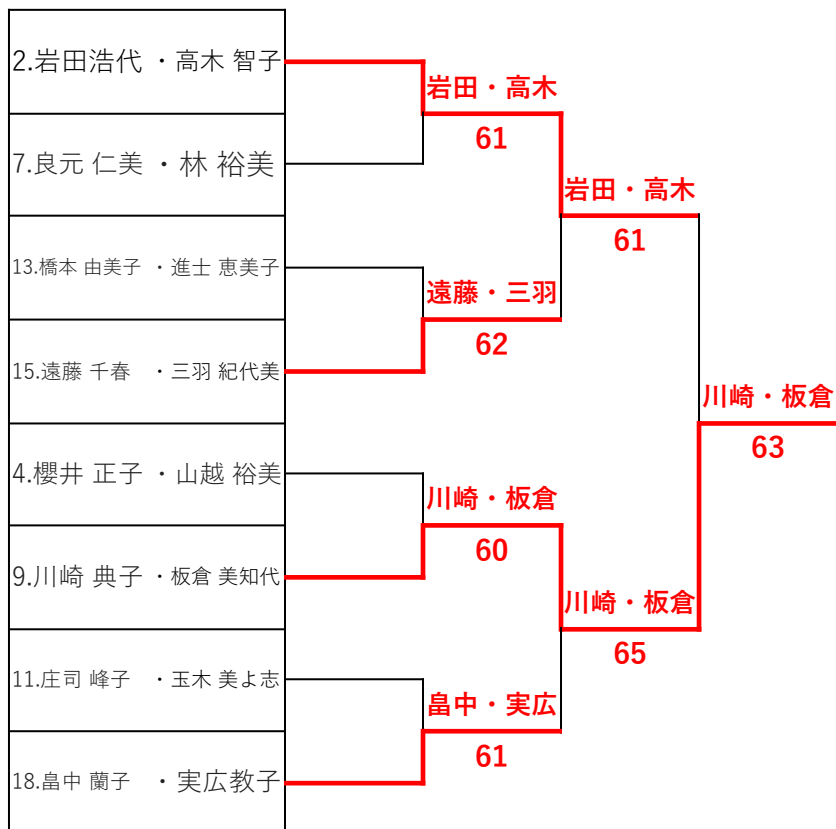 2.岩田浩代 ・高木 智子
7.良元 仁美 ・林 裕美
13.橋本 由美子 ・進士 恵美子
15.遠藤 千春 ・三羽 紀代美
4.櫻井 正子 ・山越 裕美
9.川崎 典子 ・板倉 美知代
11.庄司 峰子 ・玉木 美よ志
18.畠中 蘭子 ・実広教子
岩田・高木
61
遠藤・三羽
62
川崎・板倉
60
畠中・実広
61
岩田・高木
61
川崎・板倉
65
川崎・板倉
63